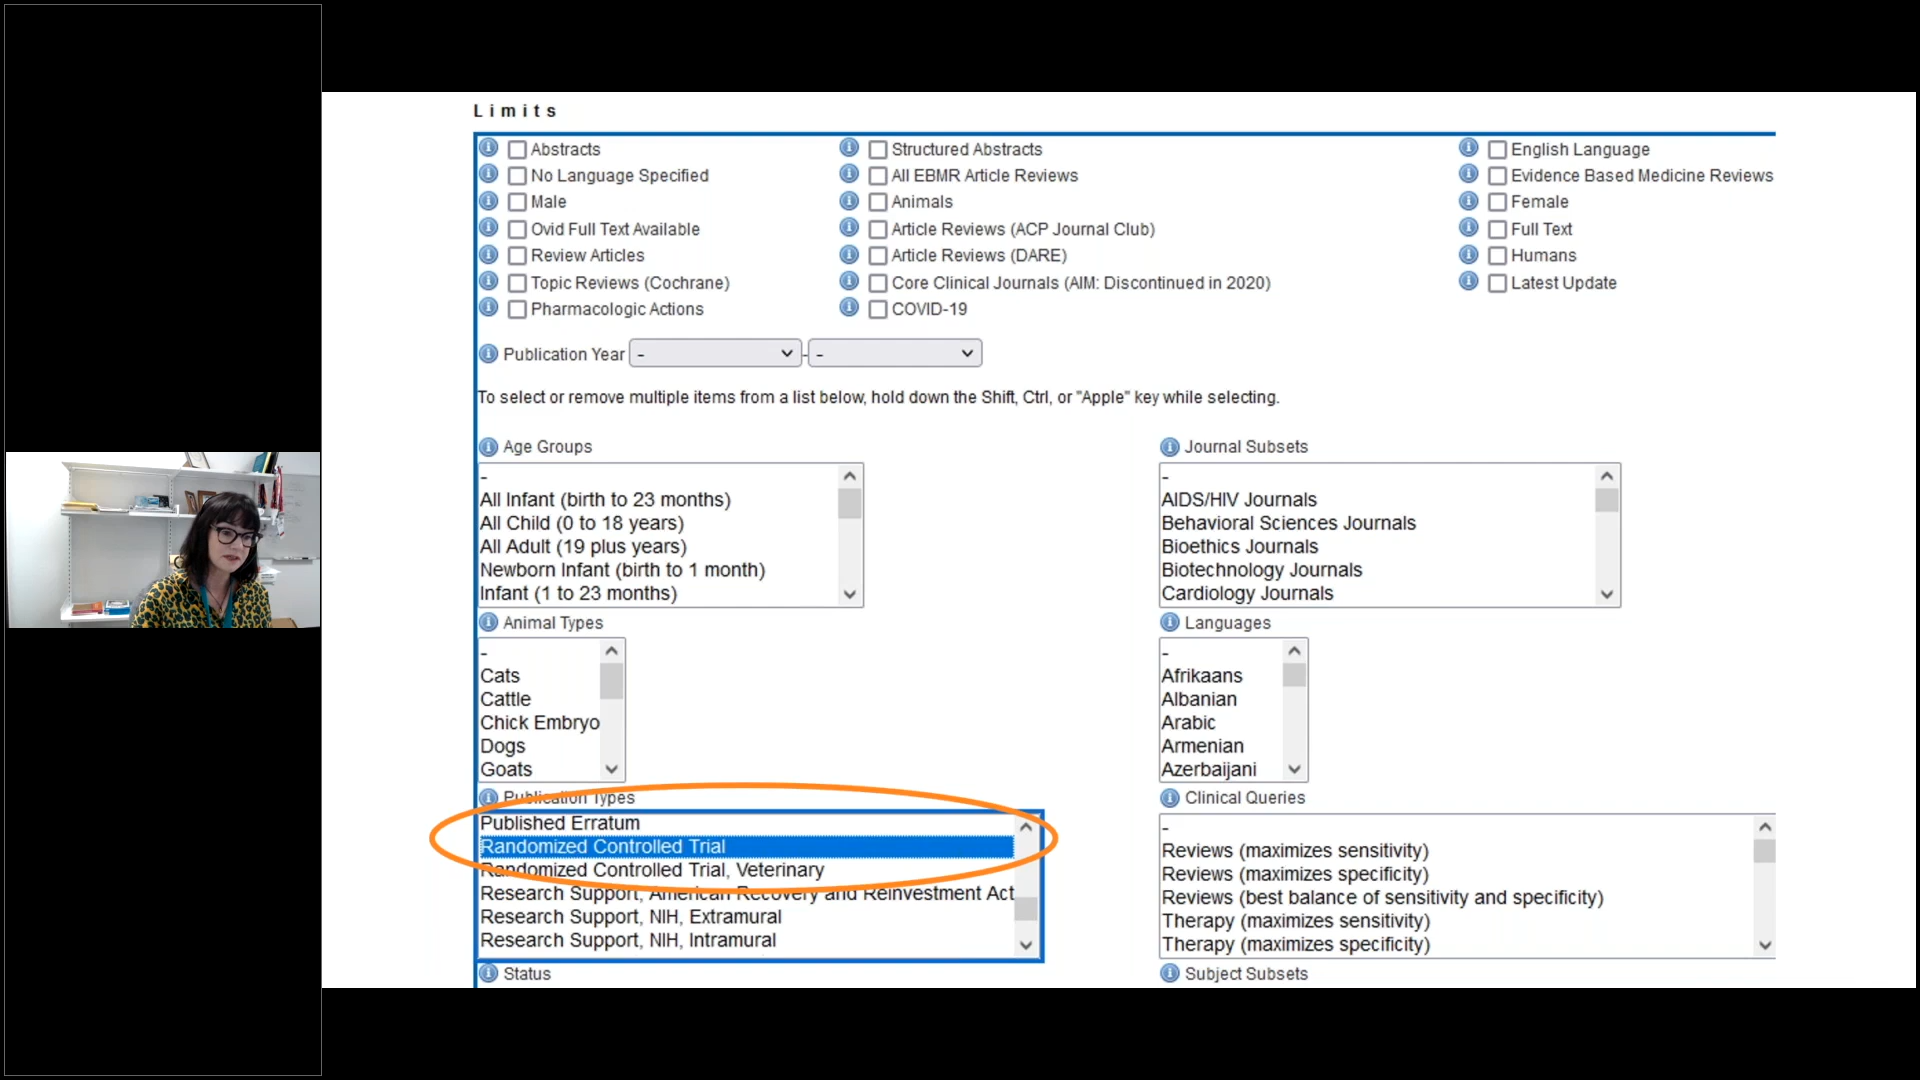 Limits
Abstracts
Structured Abstracts
English Language
No Language Specified
All EBMR Article Reviews
Evidence Based Medicine Reviews
Male
Animals
Female
Ovid Full Text Available
Article Reviews (ACP Journal Club)
Full Text
Review Articles
Article Reviews (DARE)
Humans
Topic Reviews (Cochrane)
Core Clinical Journals (AIM: Discontinued in 2020)
Latest Update
Pharmacologic Actions
COVID-19
Publication Year - - -
To select or remove multiple items from a list below, hold down the Shift, Ctrl, or "Apple" key while selecting.
Age Groups
-
All Infant (birth to 23 months)
All Child (0 to 18 years)
All Adult (19 plus years)
Newborn Infant (birth to 1 month)
Infant (1 to 23 months)
Journal Subsets
-
AIDS/HIV Journals
Behavioral Sciences Journals
Bioethics Journals
Biotechnology Journals
Cardiology Journals
Animal Types
-
Cats
Cattle
Chick Embryo
Dogs
Goats
Languages
-
Afrikaans
Albanian
Arabic
Armenian
Azerbaijani
Publication Types
Published Erratum
Randomized Controlled Trial
Randomized Controlled Trial, Veterinary
Research Support, American Recovery and Reinvestment Act
Research Support, NIH, Extramural
Research Support, NIH, Intramural
Clinical Queries
-
Reviews (maximizes sensitivity)
Reviews (maximizes specificity)
Reviews (best balance of sensitivity and specificity)
Therapy (maximizes sensitivity)
Therapy (maximizes specificity)
Status
Subject Subsets